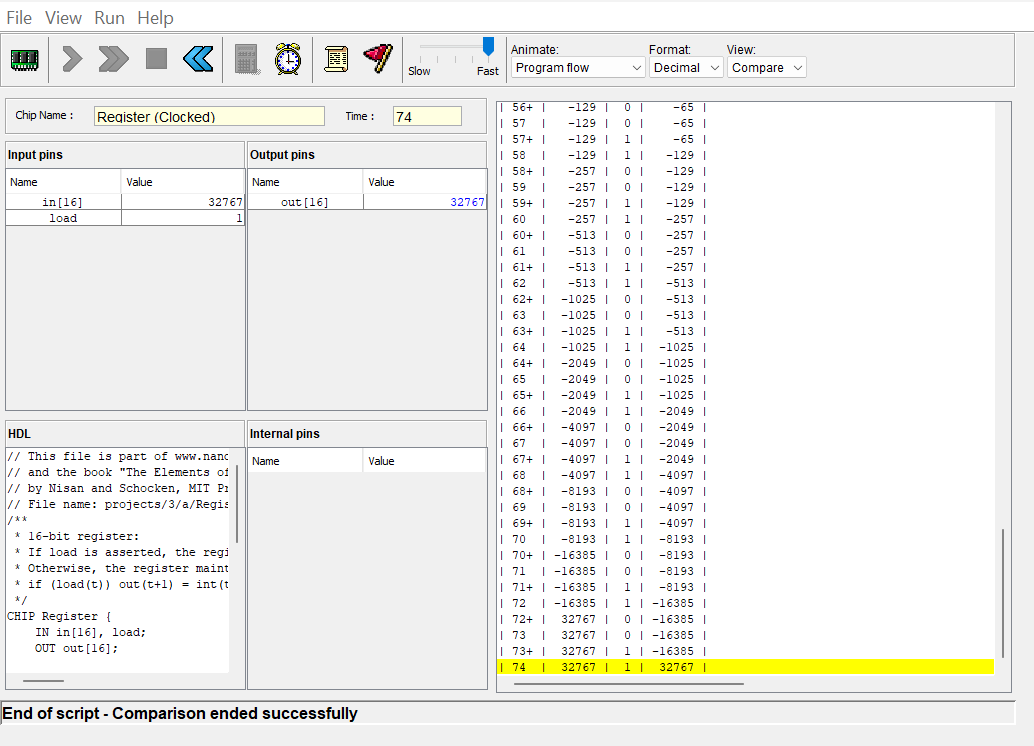 File View Run Help
Slow Fast
Animate: Format: View:
Program flow Decimal Compare
Chip Name : Register (Clocked) Time : 74
Input pins
Name Value
in[16] 32767
load 1
Output pins
Name Value
out[16] 32767
HDL
// This file is part of www.nand
// and the book "The Elements of
// by Nisan and Schocken, MIT Pr
// File name: projects/3/a/Regis
/**
* 16-bit register:
* If load is asserted, the regi
* Otherwise, the register maint
* if (load(t)) out(t+1) = int(t
*/
CHIP Register {
IN in[16], load;
OUT out[16];
Internal pins
Name Value
| 56+ | -129 | 0 | -65 |
| 57 | -129 | 0 | -65 |
| 57+ | -129 | 1 | -65 |
| 58 | -129 | 1 | -129 |
| 58+ | -257 | 0 | -129 |
| 59 | -257 | 0 | -129 |
| 59+ | -257 | 1 | -129 |
| 60 | -257 | 1 | -257 |
| 60+ | -513 | 0 | -257 |
| 61 | -513 | 0 | -257 |
| 61+ | -513 | 1 | -257 |
| 62 | -513 | 1 | -513 |
| 62+ | -1025 | 0 | -513 |
| 63 | -1025 | 0 | -513 |
| 63+ | -1025 | 1 | -513 |
| 64 | -1025 | 1 | -1025 |
| 64+ | -2049 | 0 | -1025 |
| 65 | -2049 | 0 | -1025 |
| 65+ | -2049 | 1 | -1025 |
| 66 | -2049 | 1 | -2049 |
| 66+ | -4097 | 0 | -2049 |
| 67 | -4097 | 0 | -2049 |
| 67+ | -4097 | 1 | -2049 |
| 68 | -4097 | 1 | -4097 |
| 68+ | -8193 | 0 | -4097 |
| 69 | -8193 | 0 | -4097 |
| 69+ | -8193 | 1 | -4097 |
| 70 | -8193 | 1 | -8193 |
| 70+ | -16385 | 0 | -8193 |
| 71 | -16385 | 0 | -8193 |
| 71+ | -16385 | 1 | -8193 |
| 72 | -16385 | 1 | -16385 |
| 72+ | 32767 | 0 | -16385 |
| 73 | 32767 | 0 | -16385 |
| 73+ | 32767 | 1 | -16385 |
| 74 | 32767 | 1 | 32767 |
End of script - Comparison ended successfully